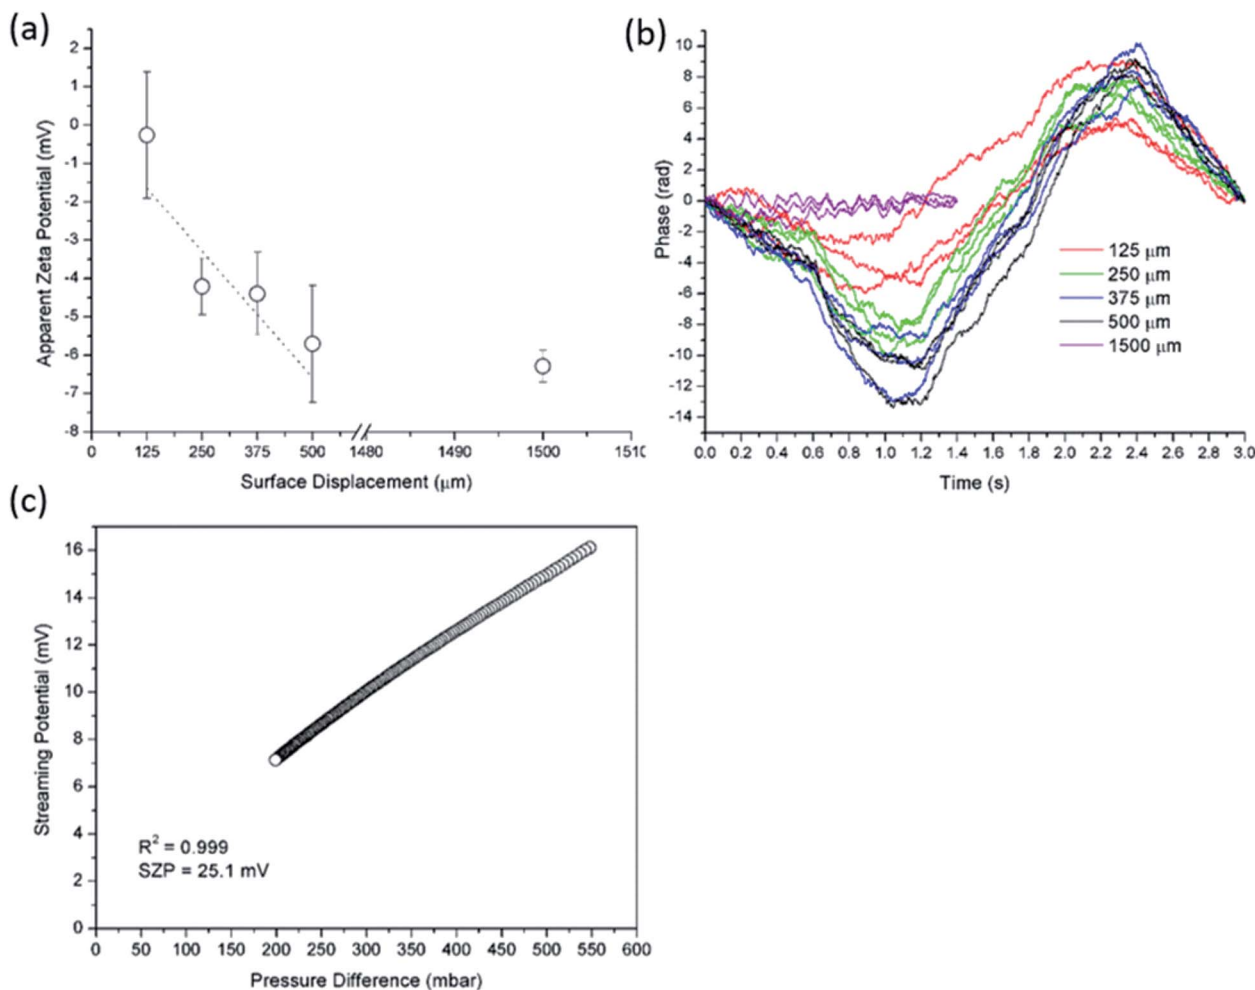 (a)
2
1
0
-1
-2
-3
-4
-5
-6
-7
-8
Apparent Zeta Potential (mV)
0 125 250 375 500 1480 1490 1500 1510
Surface Displacement (μm)
(b)
10
8
6
4
2
0
-2
-4
-6
-8
-10
-12
-14
Phase (rad)
125 μm
250 μm
375 μm
500 μm
1500 μm
0.0 0.2 0.4 0.6 0.8 1.0 1.2 1.4 1.6 1.8 2.0 2.2 2.4 2.6 2.8 3.0
Time (s)
(c)
16
14
12
10
8
6
4
2
0
Streaming Potential (mV)
R² = 0.999
SZP = 25.1 mV
0 50 100 150 200 250 300 350 400 450 500 550 600
Pressure Difference (mbar)